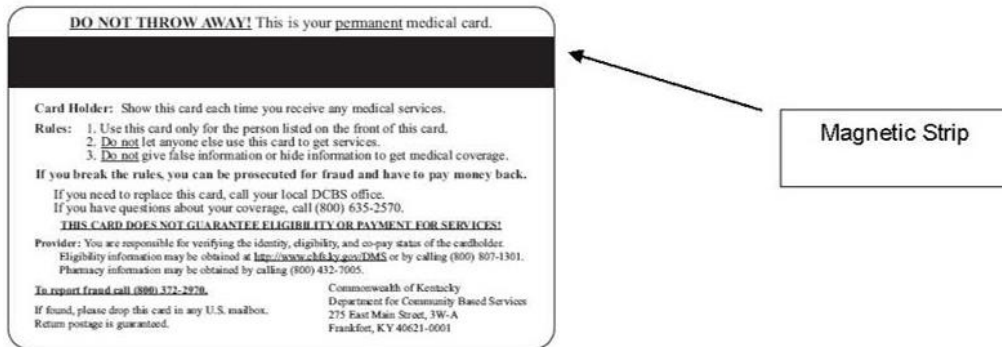 DO NOT THROW AWAY! This is your permanent medical card.
Magnetic Strip
Card Holder: Show this card each time you receive any medical services.
Rules: 1. Use this card only for the person listed on the front of this card.
2. Do not let anyone else use this card to get services.
3. Do not give false information or hide information to get medical coverage.
If you break the rules, you can be prosecuted for fraud and have to pay money back.
If you need to replace this card, call your local DCBS office.
If you have questions about your coverage, call (800) 635-2570.
THIS CARD DOES NOT GUARANTEE ELIGIBILITY OR PAYMENT FOR SERVICES!
Provider: You are responsible for verifying the identity, eligibility, and co-pay status of the cardholder.
Eligibility information may be obtained at http://www.chfs.ky.gov/DMS or by calling (800) 807-1301.
Pharmacy information may be obtained by calling (800) 432-7005.
To report fraud call (800) 372-2970.
If found, please drop this card in any U.S. mailbox.
Return postage is guaranteed.
Commonwealth of Kentucky
Department for Community Based Services
275 East Main Street, 3W-A
Frankfort, KY 40621-0001